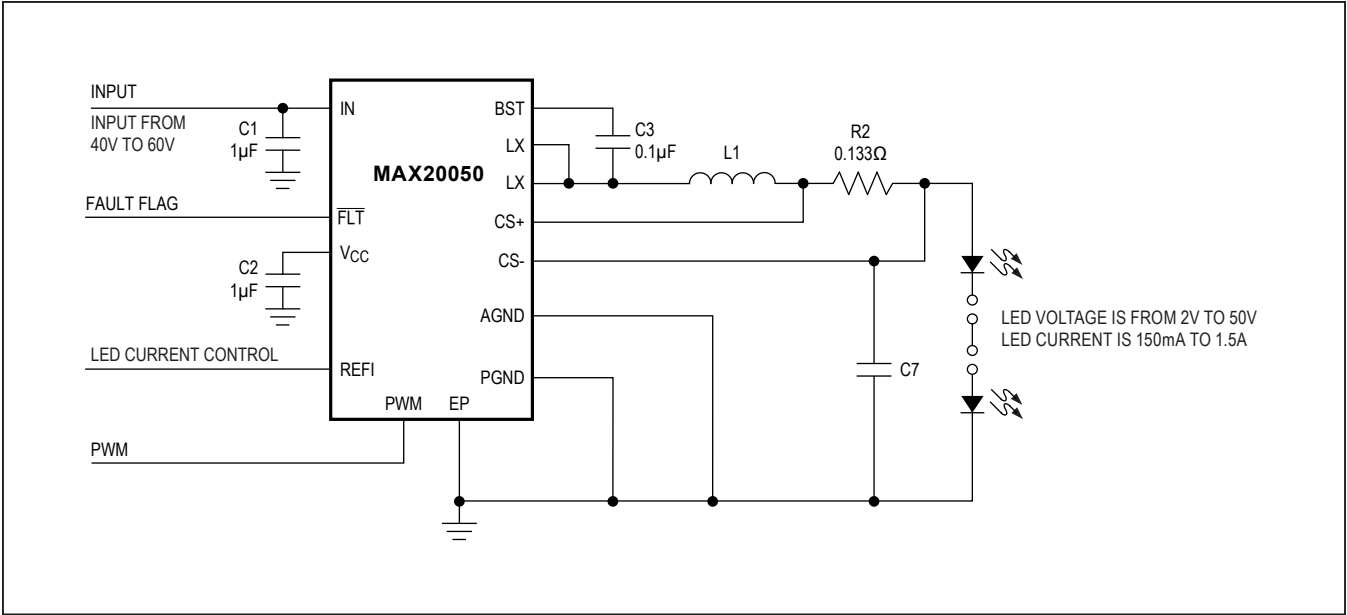 INPUT
INPUT FROM
40V TO 60V
C1
1µF
FAULT FLAG
C2
1µF
LED CURRENT CONTROL
PWM
IN
FLT
VCC
REFI
PWM
EP
MAX20050
BST
LX
LX
CS+
CS-
AGND
PGND
C3
0.1µF
L1
R2
0.133Ω
C7
LED VOLTAGE IS FROM 2V TO 50V
LED CURRENT IS 150mA TO 1.5A